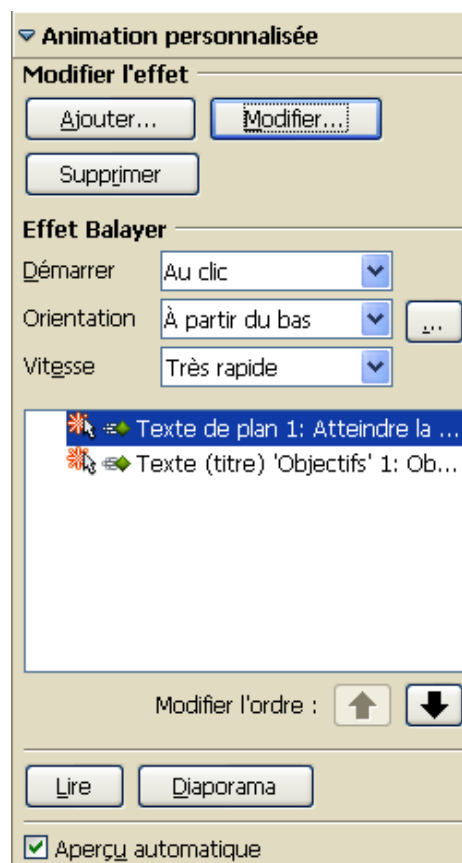 Animation personnalisée
Modifier l'effet
Ajouter... Modifier...
Supprimer
Effet Balayer
Démarrer Au clic
Orientation À partir du bas ...
Vitesse Très rapide
Texte de plan 1: Atteindre la ...
Texte (titre) 'Objectifs' 1: Ob...
Modifier l'ordre :
Lire Diaporama
Aperçu automatique